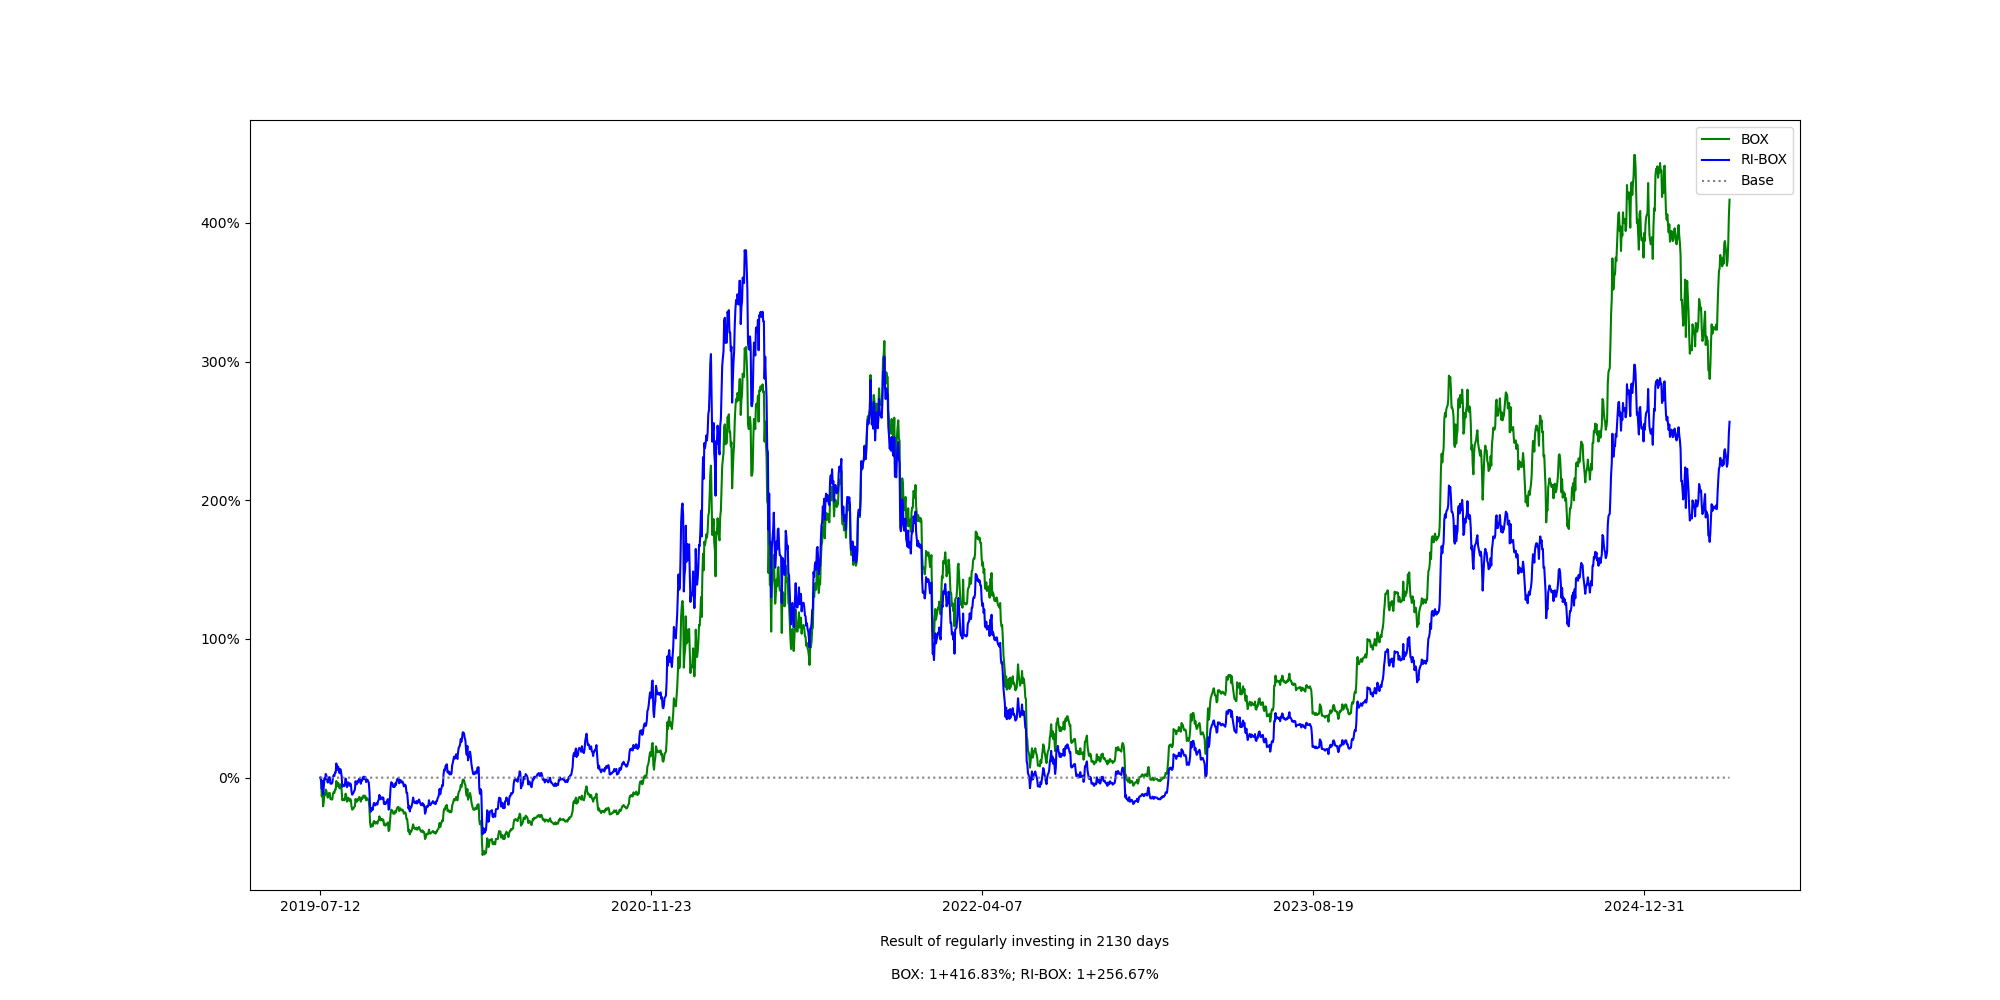 BOX
RI-BOX
Base
400%
300%
200%
100%
0%
2019-07-12 2020-11-23 2022-04-07 2023-08-19 2024-12-31
Result of regularly investing in 2130 days
BOX: 1+416.83%; RI-BOX: 1+256.67%